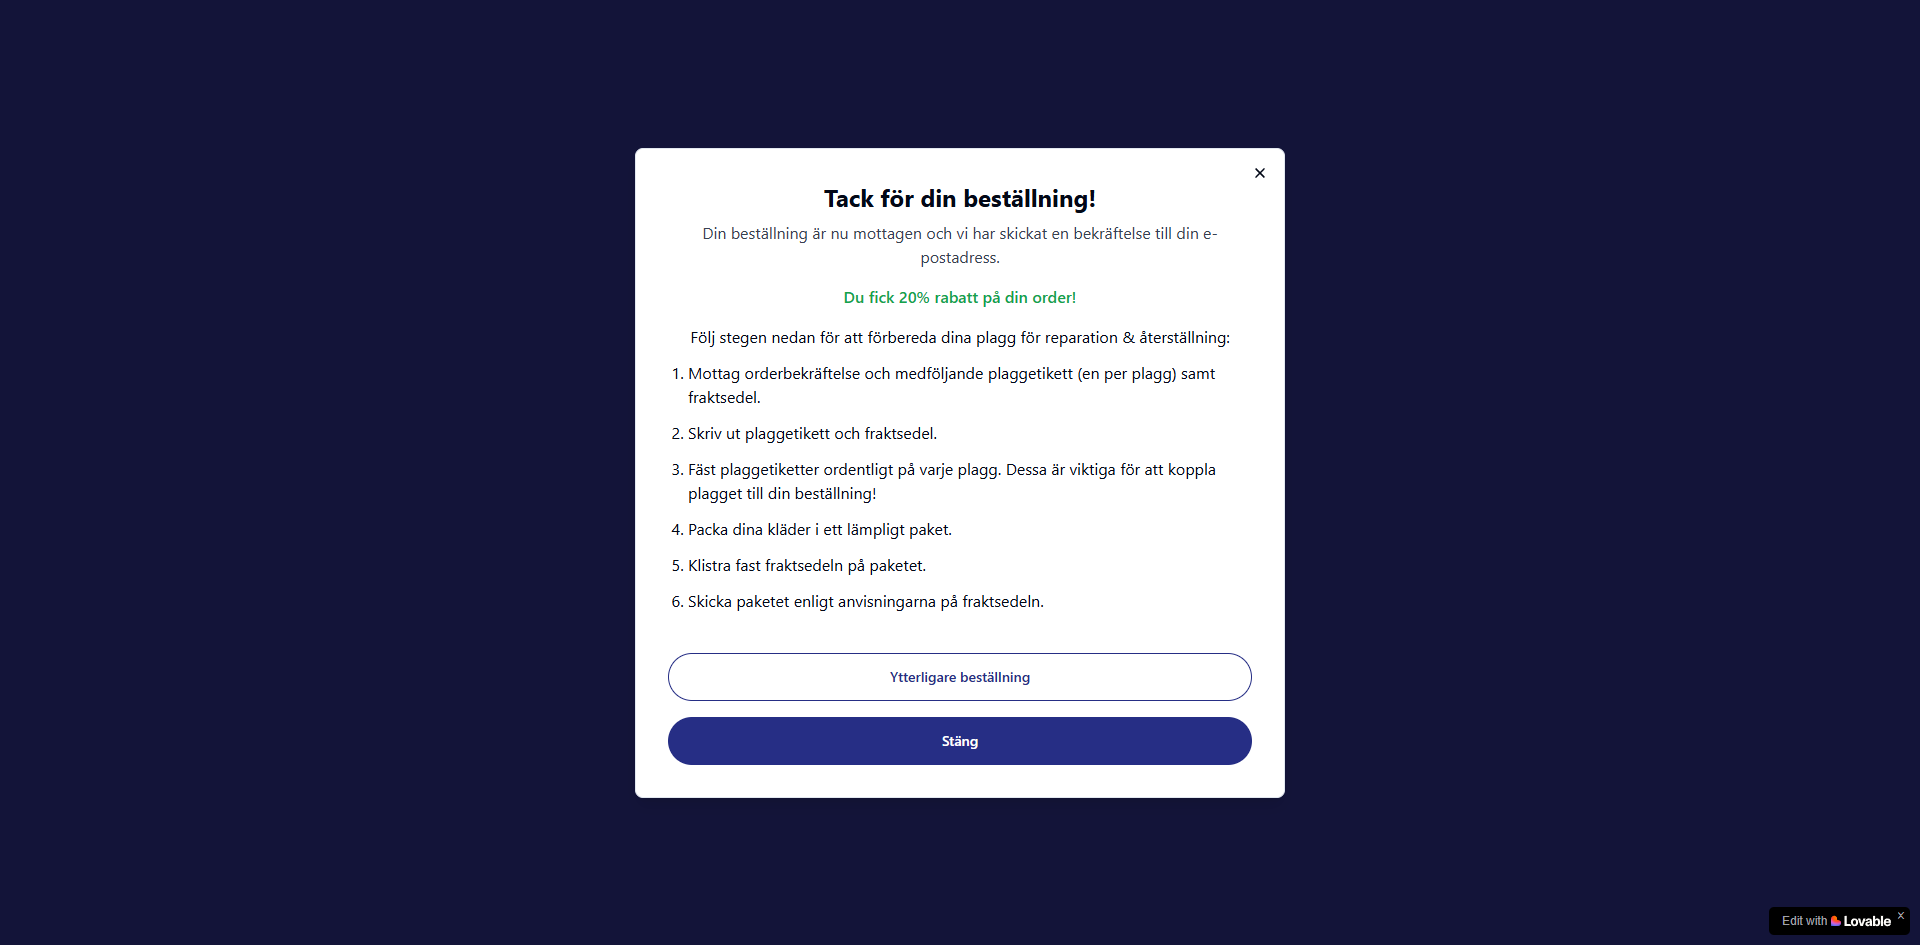 Tack för din beställning!
Din beställning är nu mottagen och vi har skickat en bekräftelse till din e-
postadress.
Du fick 20% rabatt på din order!
Följ stegen nedan för att förbereda dina plagg för reparation & återställning:
1. Mottag orderbekräftelse och medföljande plaggetikett (en per plagg) samt
fraktsedel.
2. Skriv ut plaggetikett och fraktsedel.
3. Fäst plaggetiketter ordentligt på varje plagg. Dessa är viktiga för att koppla
plagget till din beställning!
4. Packa dina kläder i ett lämpligt paket.
5. Klistra fast fraktsedeln på paketet.
6. Skicka paketet enligt anvisningarna på fraktsedeln.
Ytterligare beställning
Stäng
Edit with Lovable